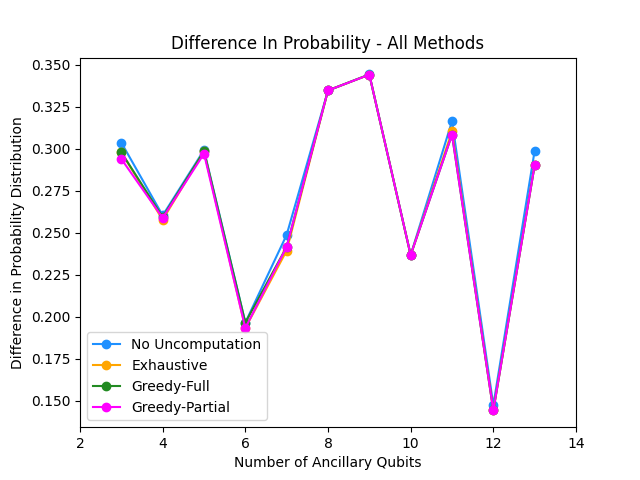 Difference In Probability - All Methods
Difference in Probability Distribution
0.350
0.325
0.300
0.275
0.250
0.225
0.200
0.175
0.150
No Uncomputation
Exhaustive
Greedy-Full
Greedy-Partial
2 4 6 8 10 12 14
Number of Ancillary Qubits